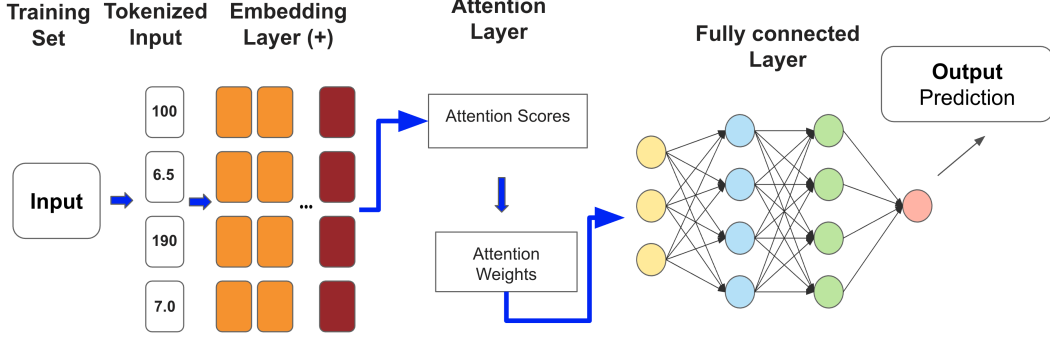 Training
Set
Tokenized
Input
Embedding
Layer (+)
Attention
Layer
Fully connected
Layer
Input
100
6.5
190
7.0
...
Attention Scores
Attention
Weights
Output
Prediction